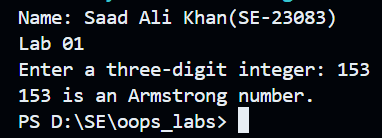 Name: Saad Ali Khan(SE-23083)
Lab 01
Enter a three-digit integer: 153
153 is an Armstrong number.
PS D:\SE\oops_labs>